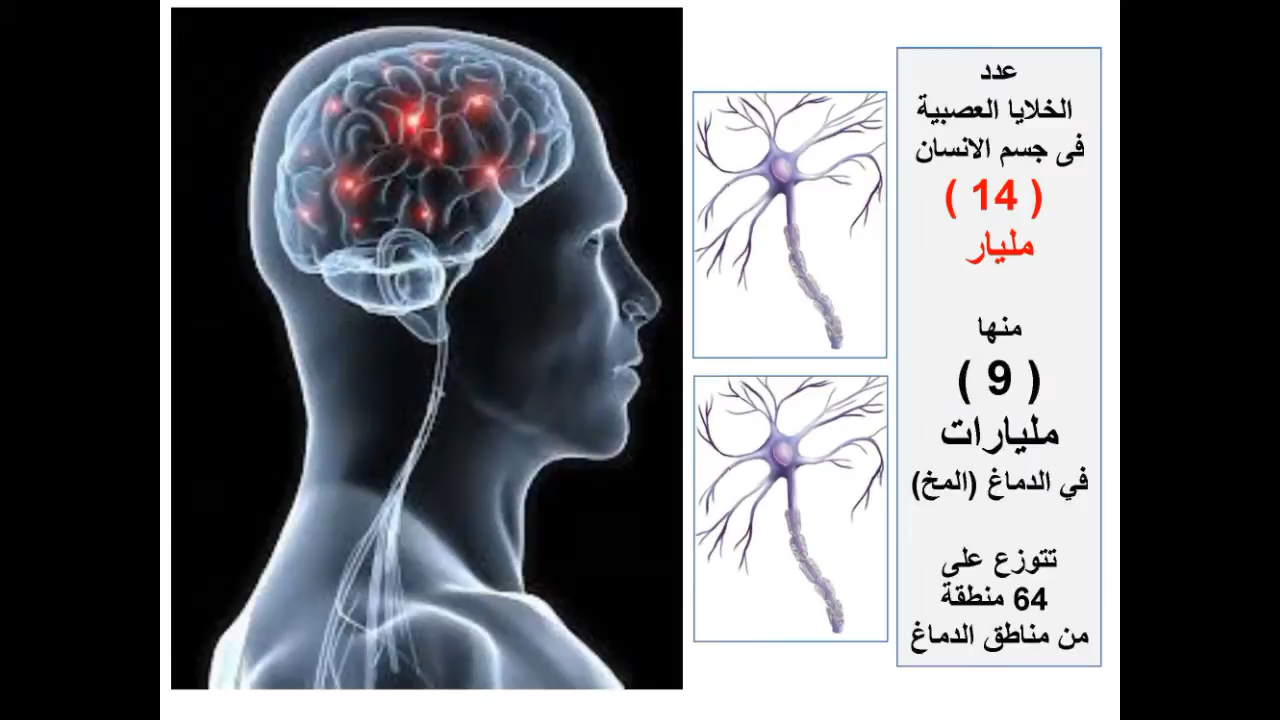 عدد
الخلايا العصبية
فى جسم الانسان
( 14 )
مليار
منها
( 9 )
مليارات
في الدماغ (المخ)
تتوزع على
64 منطقة
من مناطق الدماغ